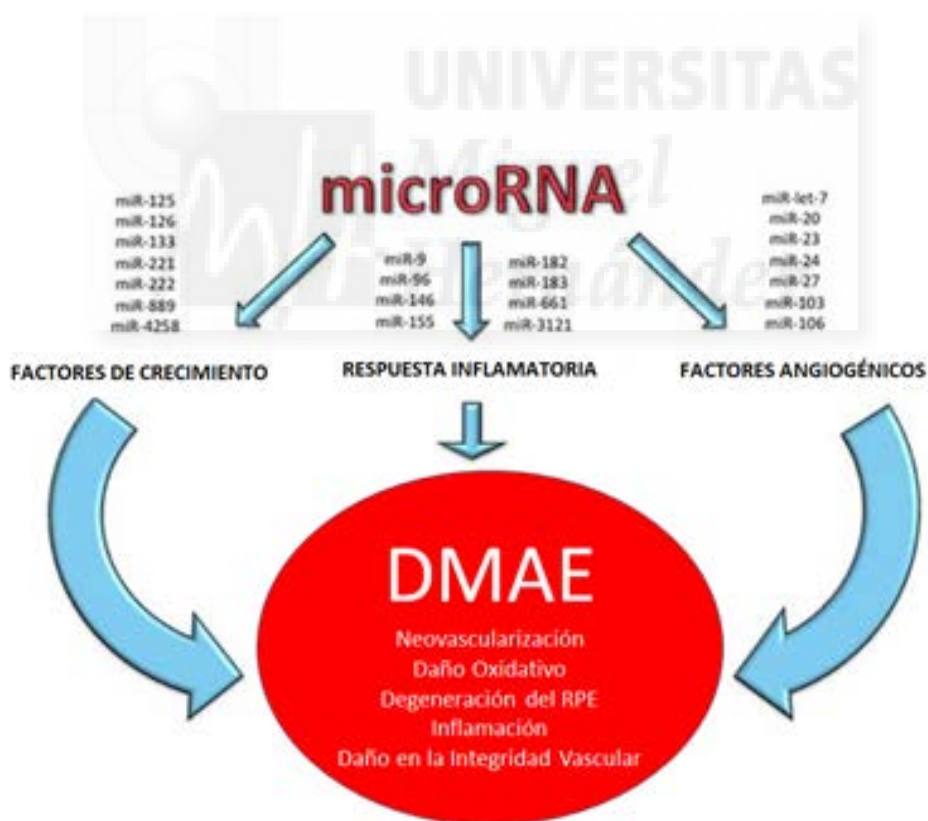 UNIVERSITAS
Miguel
Hernández
microRNA
miR-125
miR-126
miR-133
miR-221
miR-222
miR-889
miR-4258
miR-9
miR-96
miR-146
miR-155
miR-182
miR-183
miR-661
miR-3121
miR-let-7
miR-20
miR-23
miR-24
miR-27
miR-103
miR-106
FACTORES DE CRECIMIENTO
RESPUESTA INFLAMATORIA
FACTORES ANGIOGÉNICOS
DMAE
Neovascularización
Daño Oxidativo
Degeneración del RPE
Inflamación
Daño en la Integridad Vascular